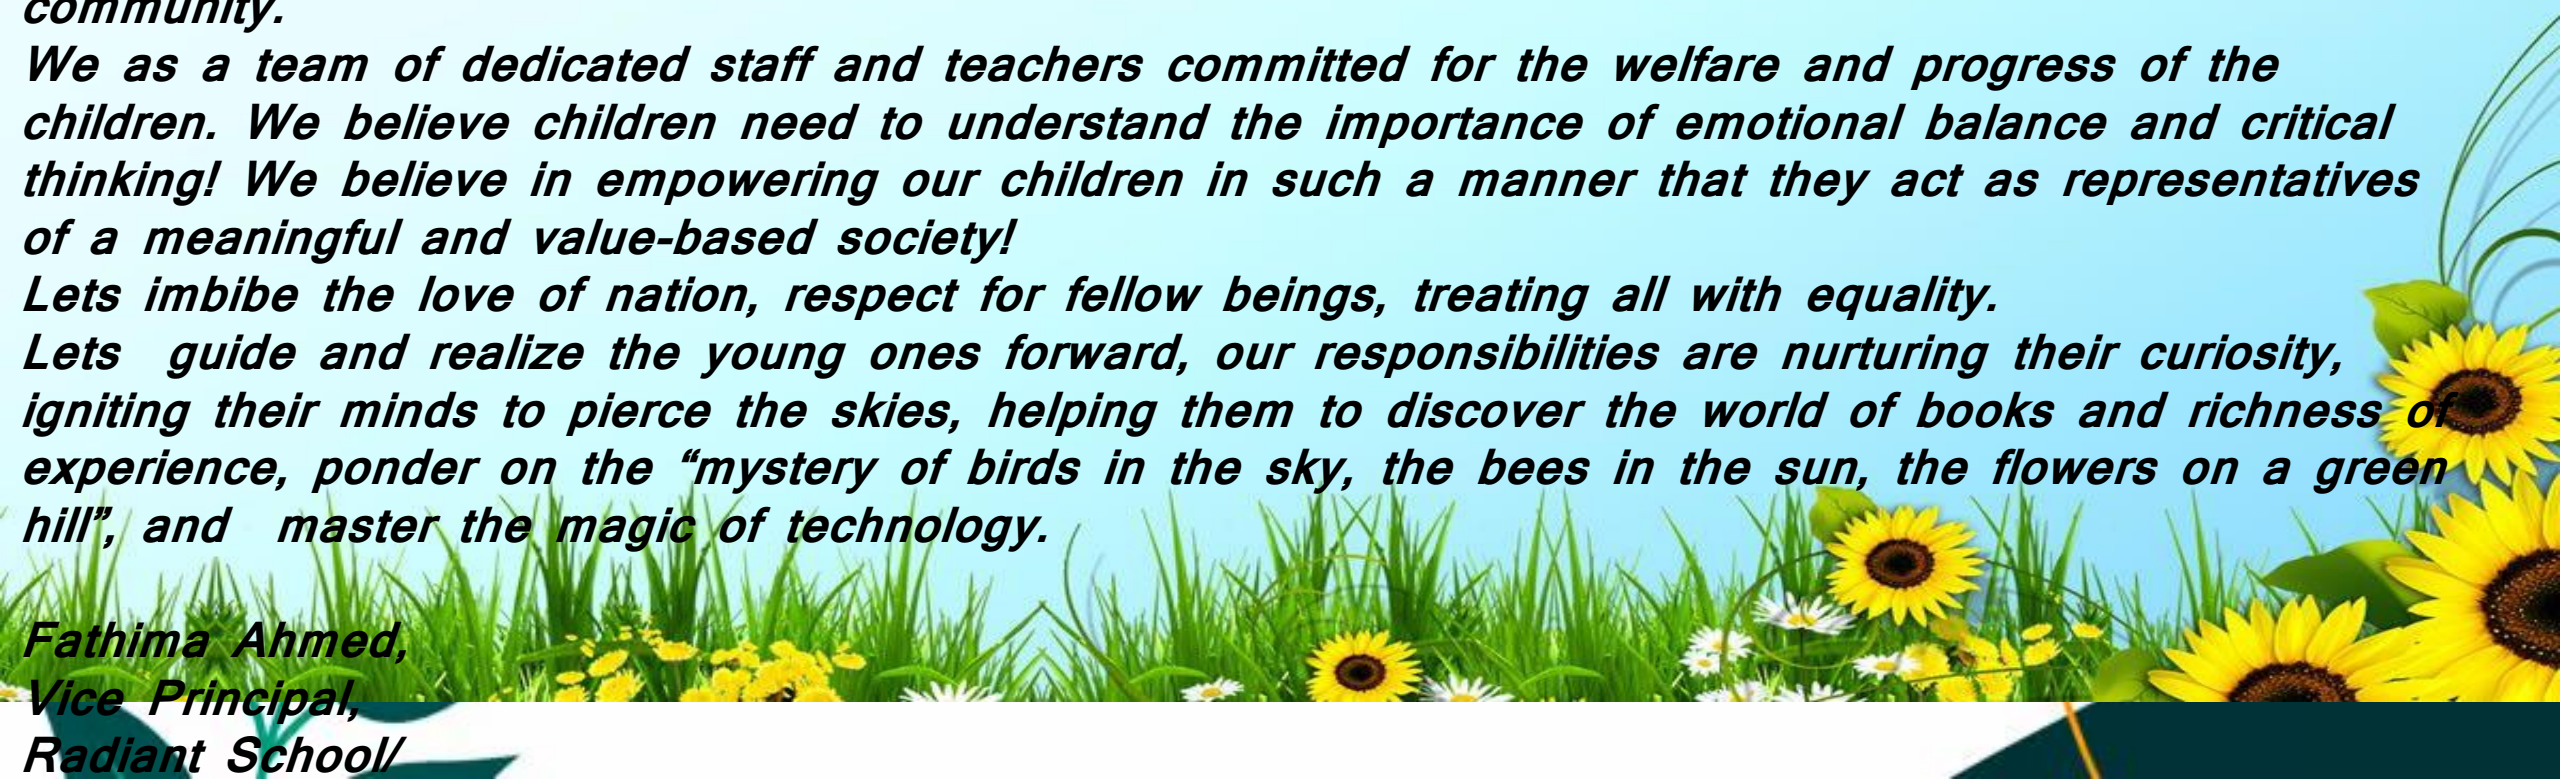 community.
We as a team of dedicated staff and teachers committed for the welfare and progress of the
children. We believe children need to understand the importance of emotional balance and critical
thinking! We believe in empowering our children in such a manner that they act as representatives
of a meaningful and value-based society!
Lets imbibe the love of nation, respect for fellow beings, treating all with equality.
Lets guide and realize the young ones forward, our responsibilities are nurturing their curiosity,
igniting their minds to pierce the skies, helping them to discover the world of books and richness of
experience, ponder on the “mystery of birds in the sky, the bees in the sun, the flowers on a green
hill”, and master the magic of technology.
Fathima Ahmed,
Vice Principal,
Radiant School/